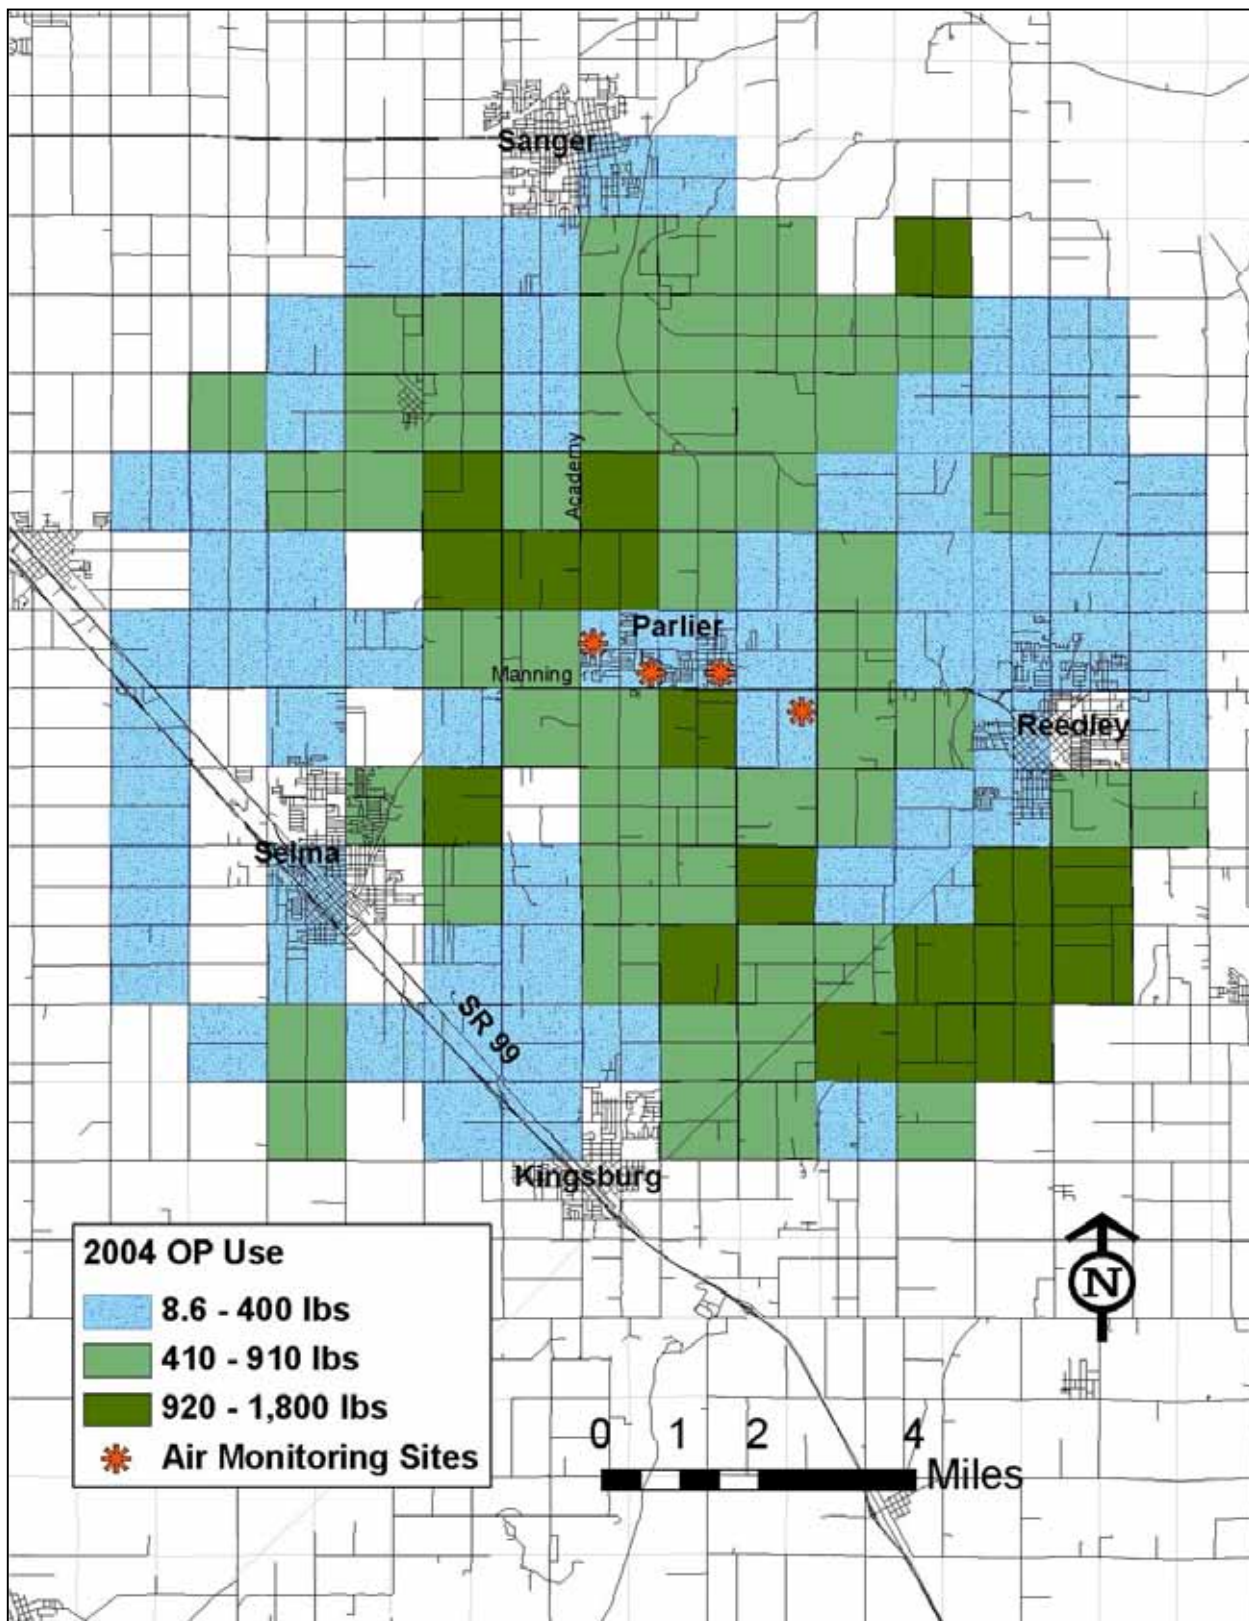 Sanger
Academy
Parlier
Manning
Reedley
Selma
SR 99
Kingsburg
2004 OP Use
8.6 - 400 lbs
410 - 910 lbs
920 - 1,800 lbs
Air Monitoring Sites
N
0 1 2 4
Miles